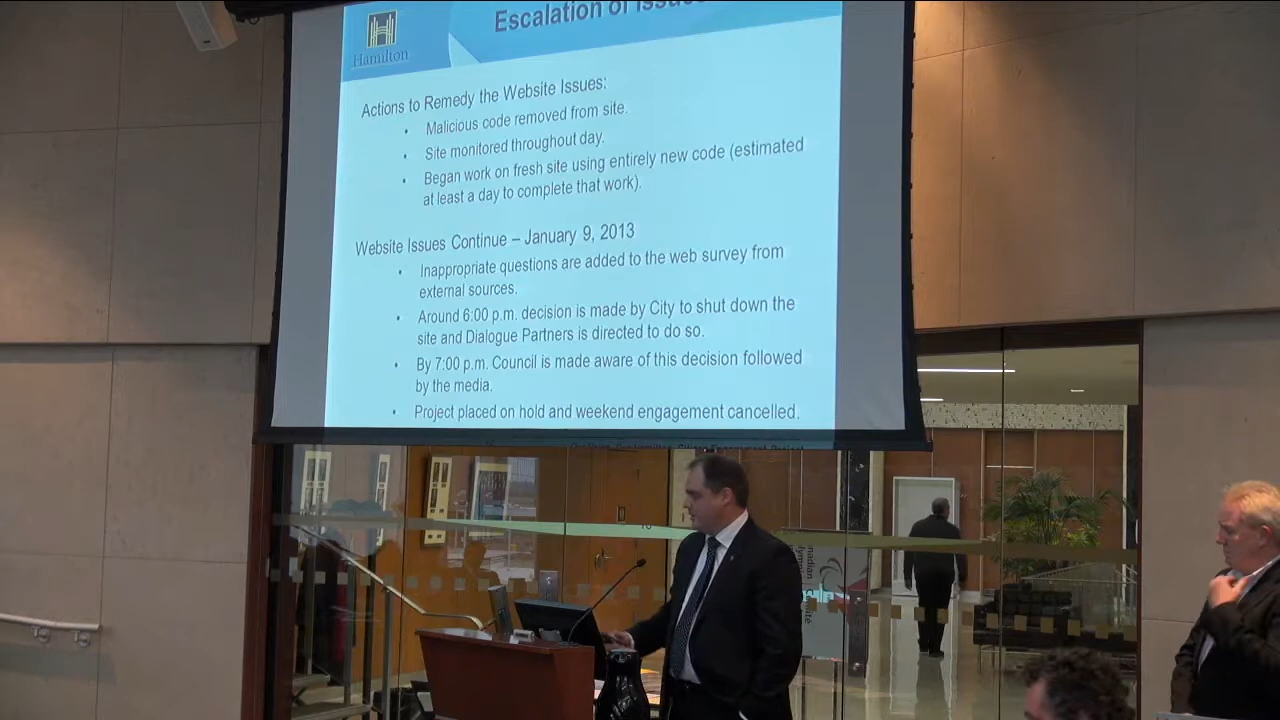 Escalation of Issues
Hamilton
Actions to Remedy the Website Issues:
• Malicious code removed from site.
• Site monitored throughout day.
• Began work on fresh site using entirely new code (estimated
at least a day to complete that work).
Website Issues Continue – January 9, 2013
• Inappropriate questions are added to the web survey from
external sources.
• Around 6:00 p.m. decision is made by City to shut down the
site and Dialogue Partners is directed to do so.
• By 7:00 p.m. Council is made aware of this decision followed
by the media.
• Project placed on hold and weekend engagement cancelled.